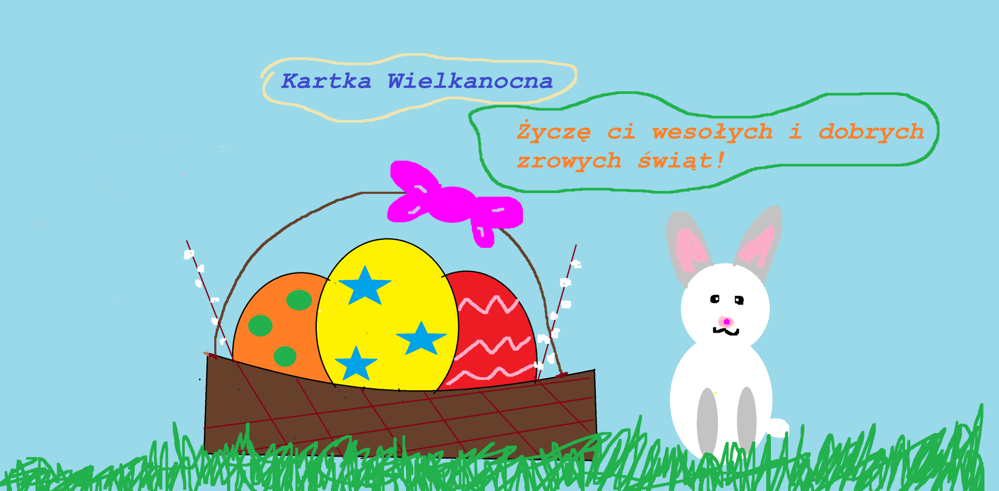 Kartka Wielkanocna
Życzę ci wesołych i dobrych
zrowych świąt!